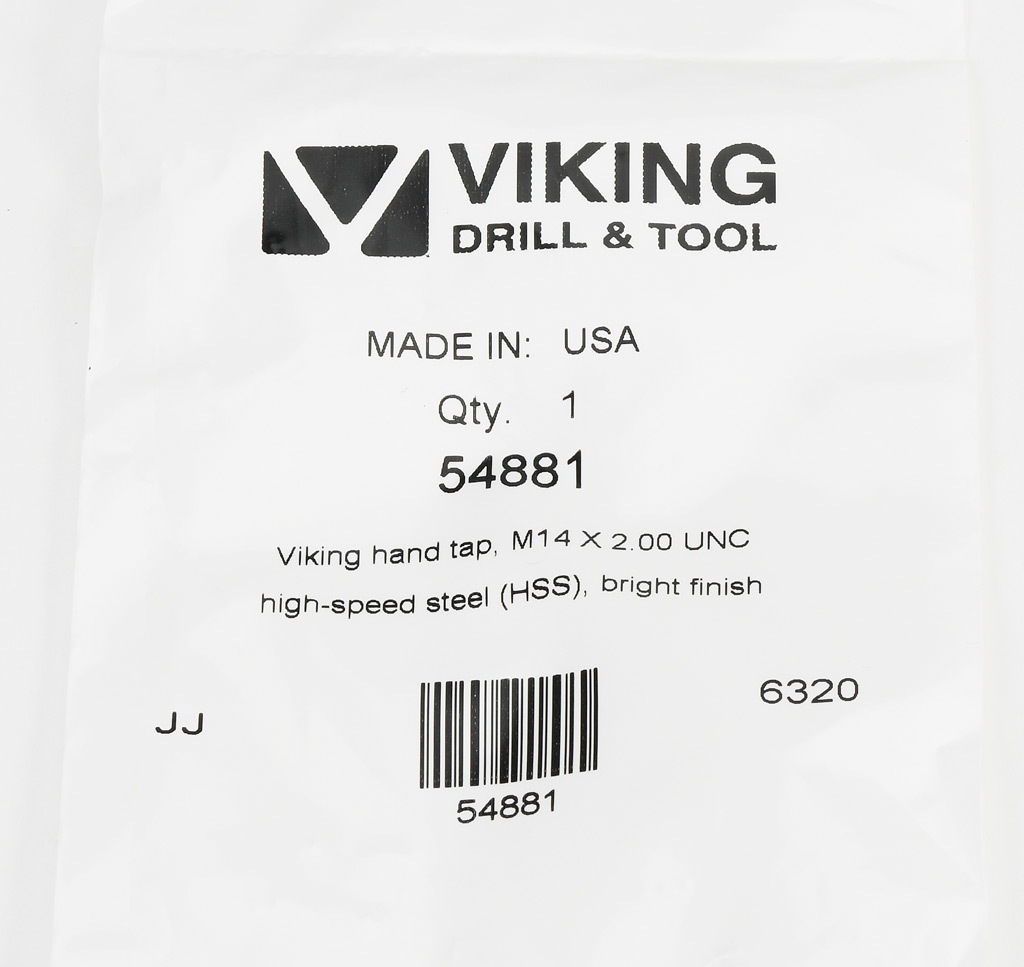 VIKING
DRILL & TOOL
MADE IN: USA
Qty. 1
54881
Viking hand tap, M14 X 2.00 UNC
high-speed steel (HSS), bright finish
JJ
6320
54881